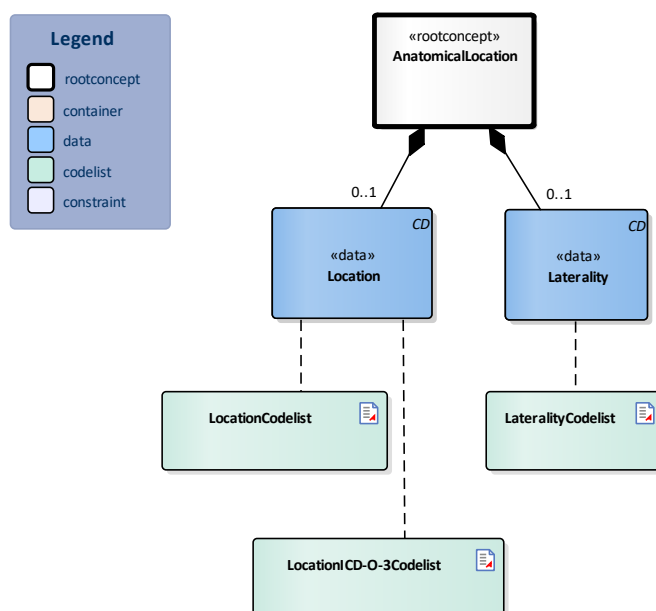 Legend
rootconcept
container
data
codelist
constraint
«rootconcept»
AnatomicalLocation
0..1
0..1
CD
«data»
Location
CD
«data»
Laterality
LocationCodelist
LateralityCodelist
LocationICD-O-3Codelist